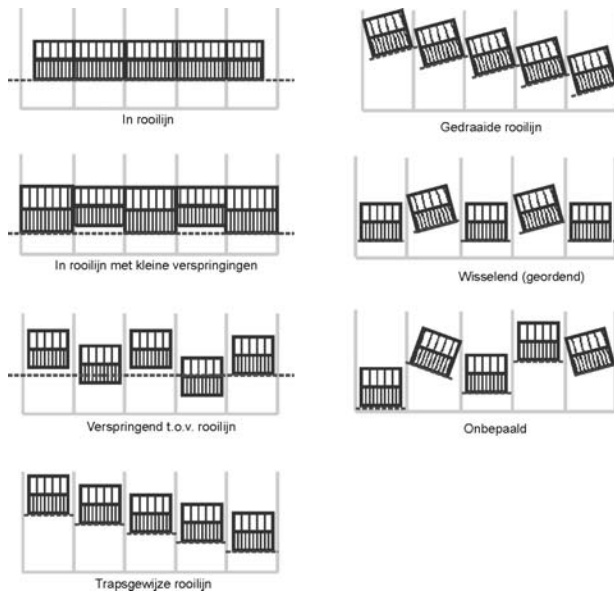 In rooilijn
Gedraaide rooilijn
In rooilijn met kleine verspringingen
Wisselend (geordend)
Verspringend t.o.v. rooilijn
Onbepaald
Trapsgewijze rooilijn